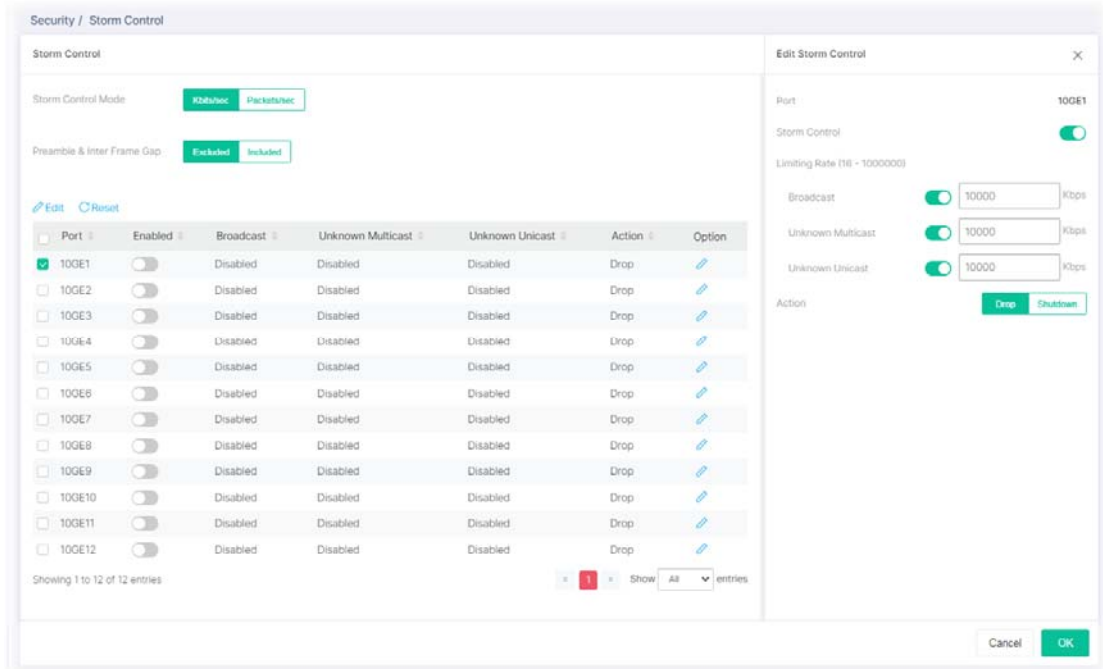 Security / Storm Control
Storm Control
Storm Control Mode Kbits/sec Packets/sec
Preamble & Inter Frame Gap Excluded Included
Edit Reset
Port Enabled Broadcast Unknown Multicast Unknown Unicast Action Option
10GE1 Disabled Disabled Disabled Drop
10GE2 Disabled Disabled Disabled Drop
10GE3 Disabled Disabled Disabled Drop
10GE4 Disabled Disabled Disabled Drop
10GE5 Disabled Disabled Disabled Drop
10GE6 Disabled Disabled Disabled Drop
10GE7 Disabled Disabled Disabled Drop
10GE8 Disabled Disabled Disabled Drop
10GE9 Disabled Disabled Disabled Drop
10GE10 Disabled Disabled Disabled Drop
10GE11 Disabled Disabled Disabled Drop
10GE12 Disabled Disabled Disabled Drop
Showing 1 to 12 of 12 entries « 1 » Show All entries
Edit Storm Control
Port 10GE1
Storm Control
Limiting Rate (16 - 1000000)
Broadcast 10000 Kbps
Unknown Multicast 10000 Kbps
Unknown Unicast 10000 Kbps
Action Drop Shutdown
Cancel OK